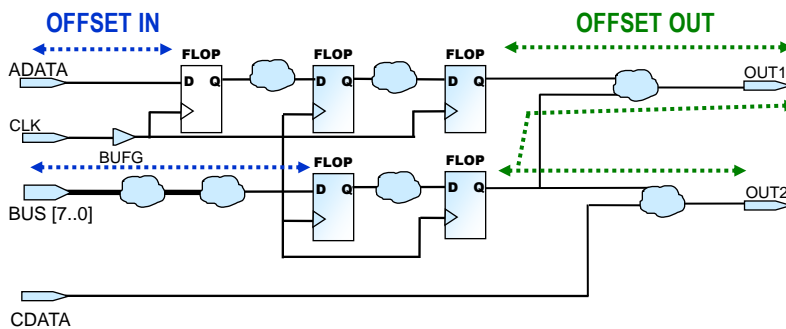 OFFSET IN
OFFSET OUT
FLOP
FLOP
FLOP
ADATA
D Q
D Q
D Q
OUT1
CLK
BUFG
FLOP
FLOP
BUS [7..0]
D Q
D Q
OUT2
CDATA